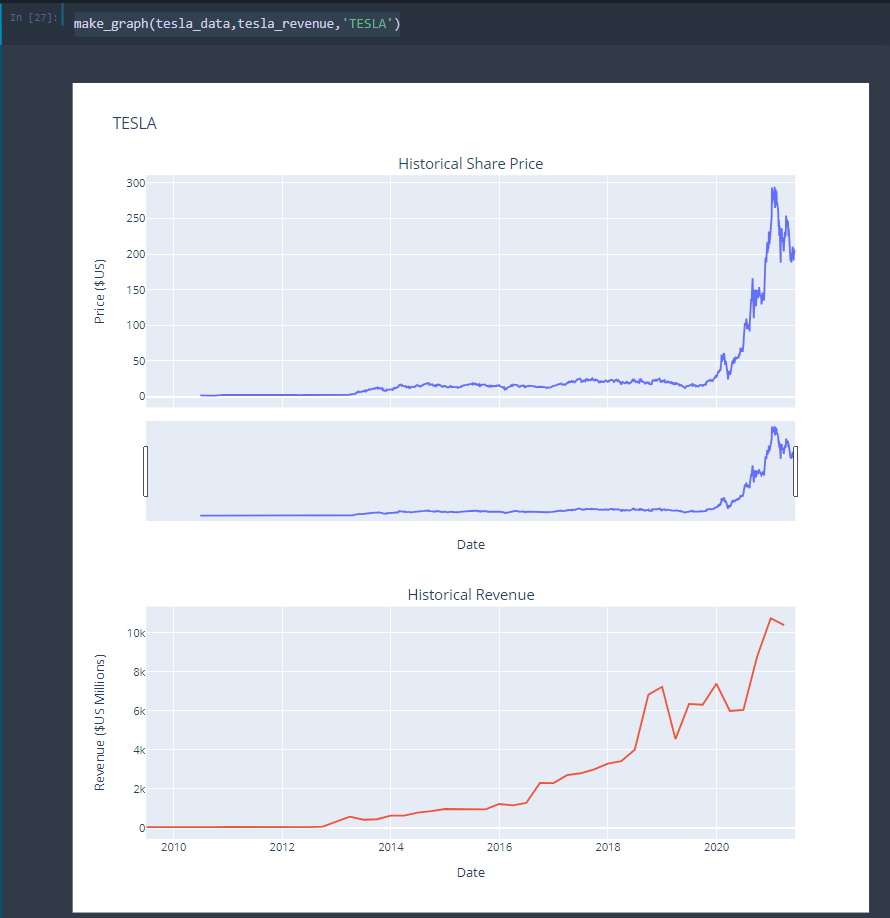 In [27]:
make_graph(tesla_data,tesla_revenue,'TESLA')
TESLA
Historical Share Price
300
250
200
150
100
50
0
Price ($US)
Date
Historical Revenue
10k
8k
6k
4k
2k
0
Revenue ($US Millions)
2010 2012 2014 2016 2018 2020
Date